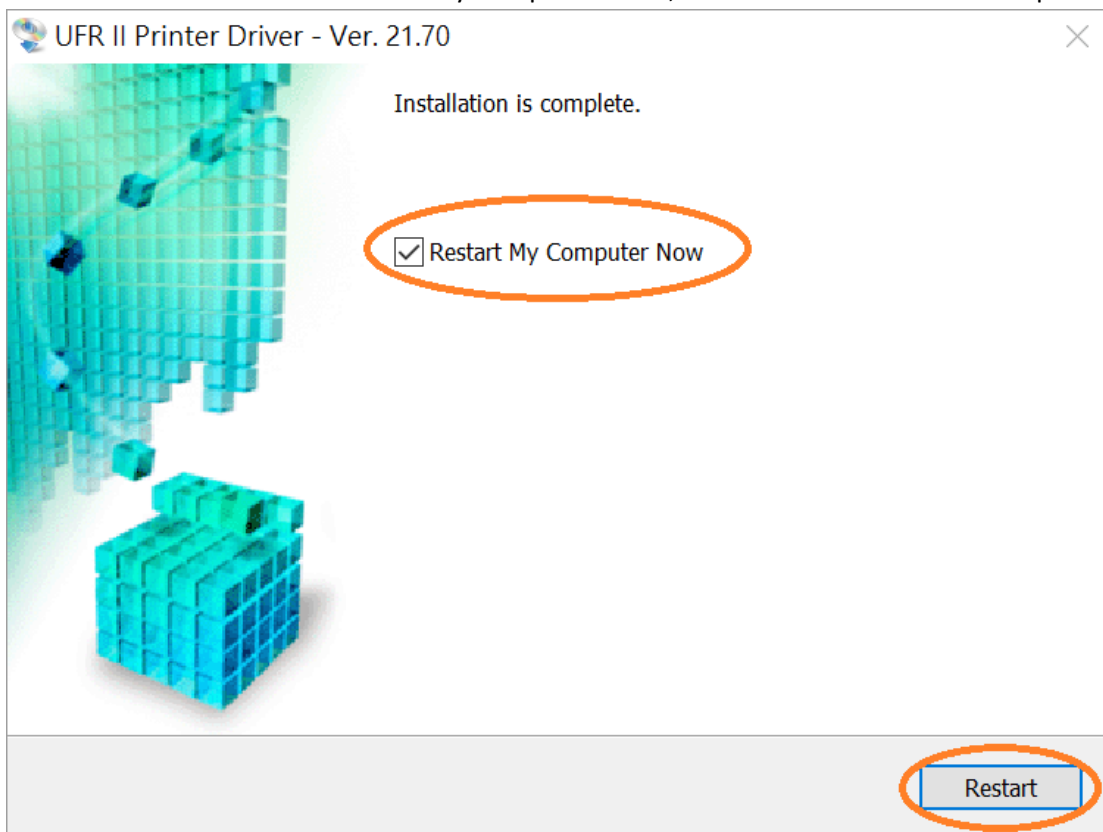 UFR II Printer Driver - Ver. 21.70
Installation is complete.
Restart My Computer Now
Restart